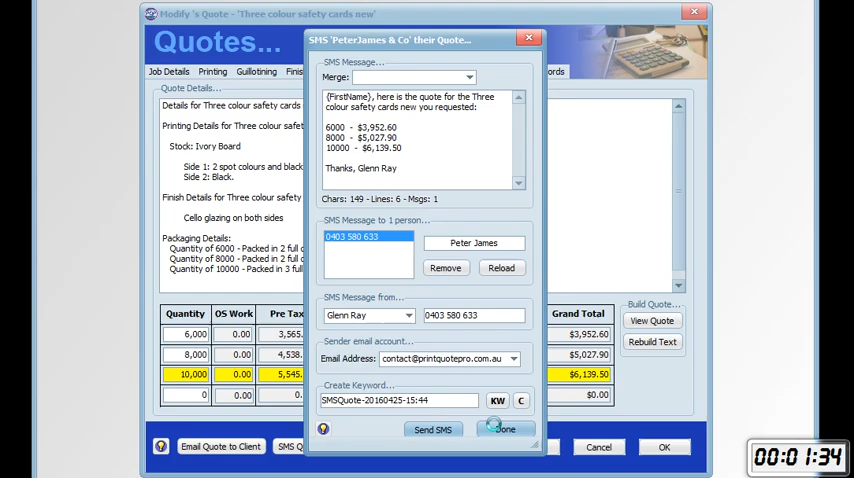 Modify 's Quote - 'Three colour safety cards new'
Quotes...
Job Details
Printing
Guillotining
Quote Details...
Details for Three colour safety cards
Printing Details for Three colour safety
Stock: Ivory Board
Side 1: 2 spot colours and black
Side 2: Black.
Finish Details for Three colour safety
Cello glazing on both sides
Packaging Details:
Quantity of 6000 - Packed in 2 full
Quantity of 8000 - Packed in 2 full
Quantity of 10000 - Packed in 3 full
SMS 'PeterJames & Co' their Quote...
SMS Message...
Merge:
{FirstName}, here is the quote for the Three
colour safety cards new you requested:
6000 - $3,952.60
8000 - $5,027.90
10000 - $6,139.50
Thanks, Glenn Ray
Chars: 149 - Lines: 6 - Msgs: 1
SMS Message to 1 person...
0403 580 633
Peter James
Remove
Reload
SMS Message from...
Glenn Ray
0403 580 633
Sender email account...
Email Address:
contact@printquotepro.com.au
Create Keyword...
SMSQuote-20160425-15:44
KW
C
Send SMS
Quantity OS Work Pre Tax Grand Total
6,000 0.00 3,565. $3,952.60
8,000 0.00 4,538. $5,027.90
10,000 0.00 5,545. $6,139.50
0 0.00 0. $0.00
Build Quote...
View Quote
Rebuild Text
Email Quote to Client
SMS Q
Cancel
OK
00:01:34